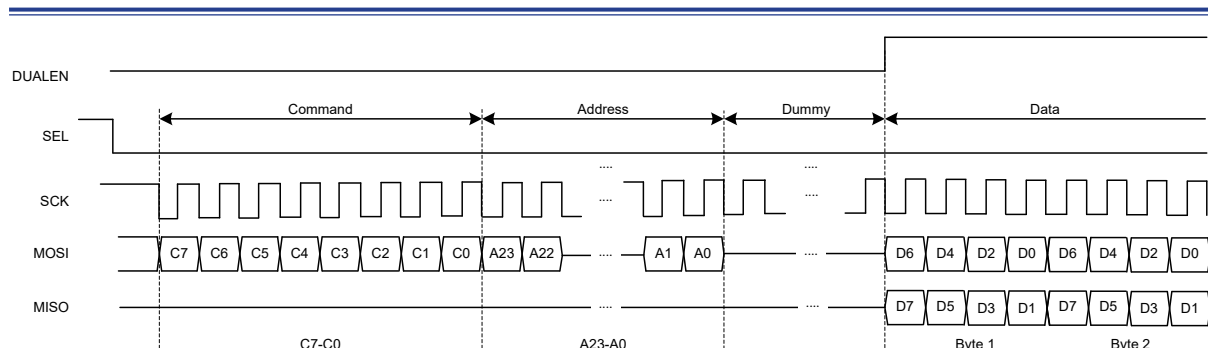 DUALEN
Command Address Dummy Data
SEL
.... ....
SCK
.... ....
MOSI C7 C6 C5 C4 C3 C2 C1 C0 A23 A22 .... A1 A0 .... D6 D4 D2 D0 D6 D4 D2 D0
MISO .... .... D7 D5 D3 D1 D7 D5 D3 D1
C7-C0 A23-A0 Byte 1 Byte 2